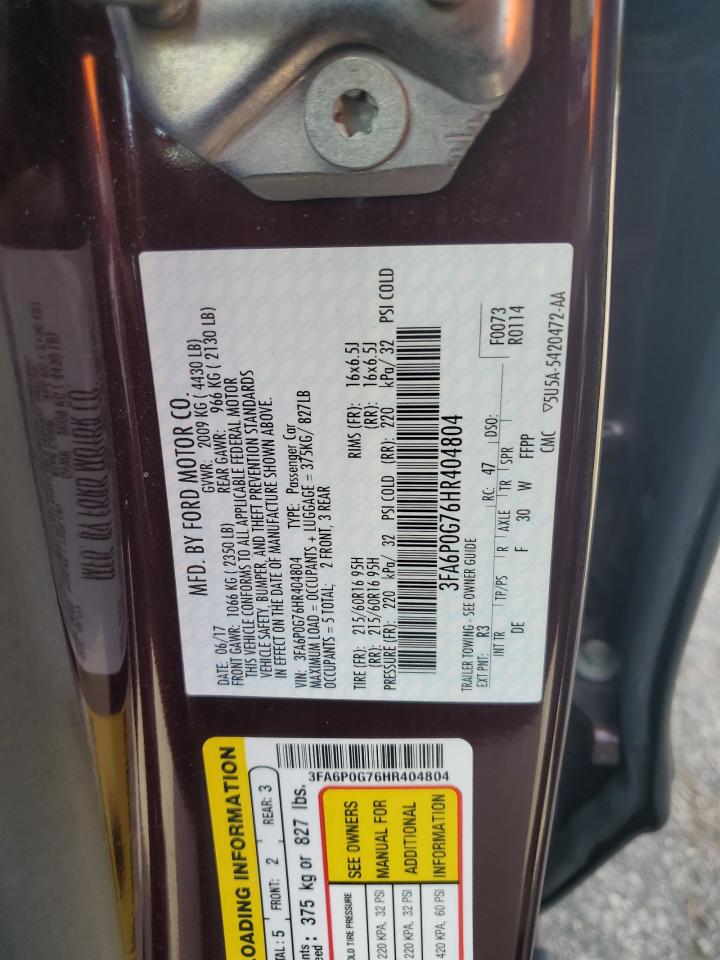 MFD. BY FORD MOTOR CO.
DATE: 06/17 GVWR: 2009 KG ( 4430 LB)
FRONT GAWR: 1066 KG ( 2350 LB) REAR GAWR: 966 KG ( 2130 LB)
THIS VEHICLE CONFORMS TO ALL APPLICABLE FEDERAL MOTOR
VEHICLE SAFETY, BUMPER, AND THEFT PREVENTION STANDARDS
IN EFFECT ON THE DATE OF MANUFACTURE SHOWN ABOVE.
VIN: 3FA6P0G76HR404804 TYPE: Passenger Car
MAXIMUM LOAD = OCCUPANTS + LUGGAGE = 375KG/ 827LB
OCCUPANTS = 5 TOTAL; 2 FRONT, 3 REAR
TIRE (FR): 215/60R16 95H RIMS (FR): 16x6.5J
(RR): 215/60R16 95H (RR): 16x6.5J
PRESSURE (FR): 220 kPa/ 32 PSI COLD (RR): 220 kPa/ 32 PSI COLD
3FA6P0G76HR404804
TRAILER TOWING - SEE OWNER GUIDE
EXT PNT: R3 RC: 47 DSO: F0073
R0114
INT TR TP/PS R AXLE TR SPR
DE F 30 W FFPP
CMC ▽5U5A-5420472-AA
LOADING INFORMATION
TAL : 5 FRONT: 2 REAR: 3
375 kg or 827 lbs.
3FA6P0G76HR404804
OLD TIRE PRESSURE SEE OWNERS
220 KPA, 32 PSI MANUAL FOR
220 KPA, 32 PSI ADDITIONAL
420 KPA, 60 PSI INFORMATION